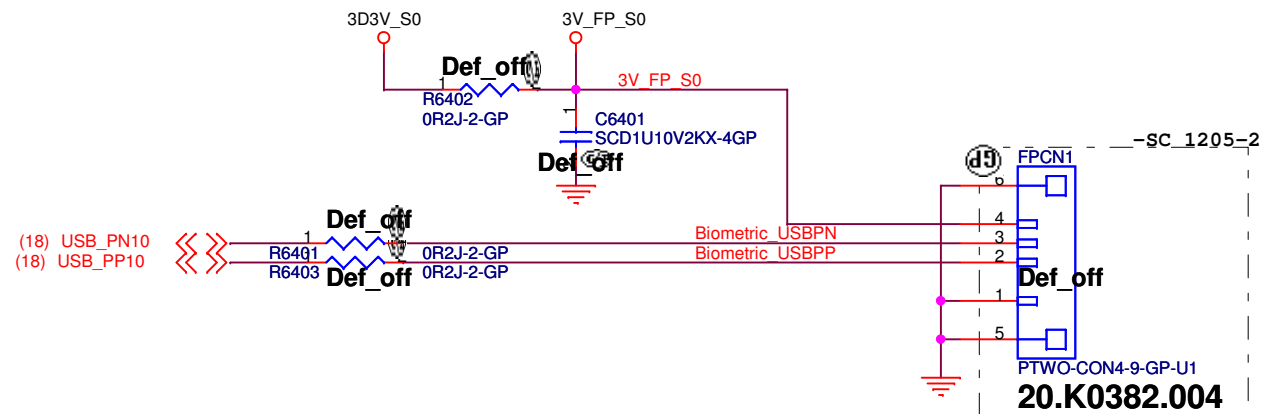 3D3V_S0
3V_FP_S0
Def_off
1
3V_FP_S0
R6402
0R2J-2-GP
1
C6401
SCD1U10V2KX-4GP
Def_off
-SC_1205-2
GP
FPCN1
6
4
Def_off
(18) USB_PN10
1
Biometric_USBPN
3
R6401
0R2J-2-GP
(18) USB_PP10
Biometric_USBPP
2
R6403
0R2J-2-GP
Def_off
Def_off
1
5
PTWO-CON4-9-GP-U1
20.K0382.004